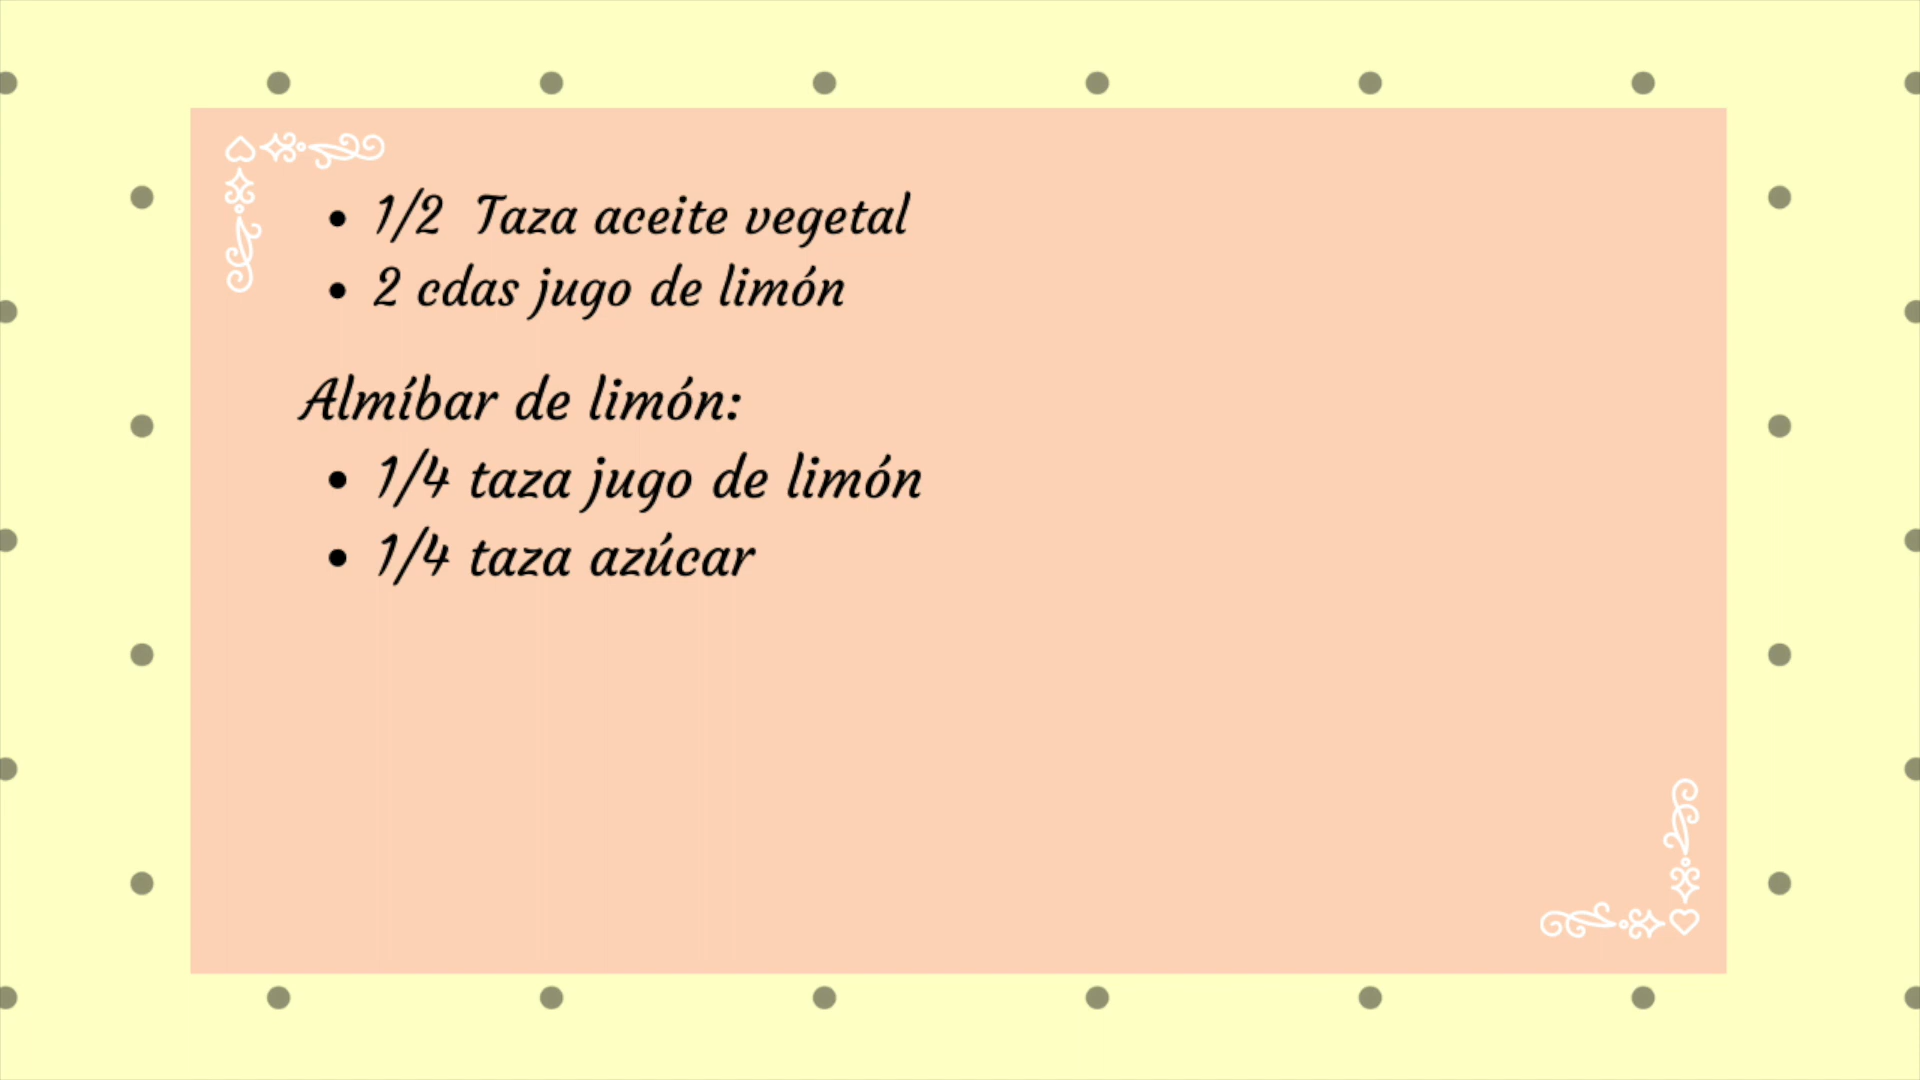 • 1/2 Taza aceite vegetal
• 2 cdas jugo de limón
Almíbar de limón:
• 1/4 taza jugo de limón
• 1/4 taza azúcar